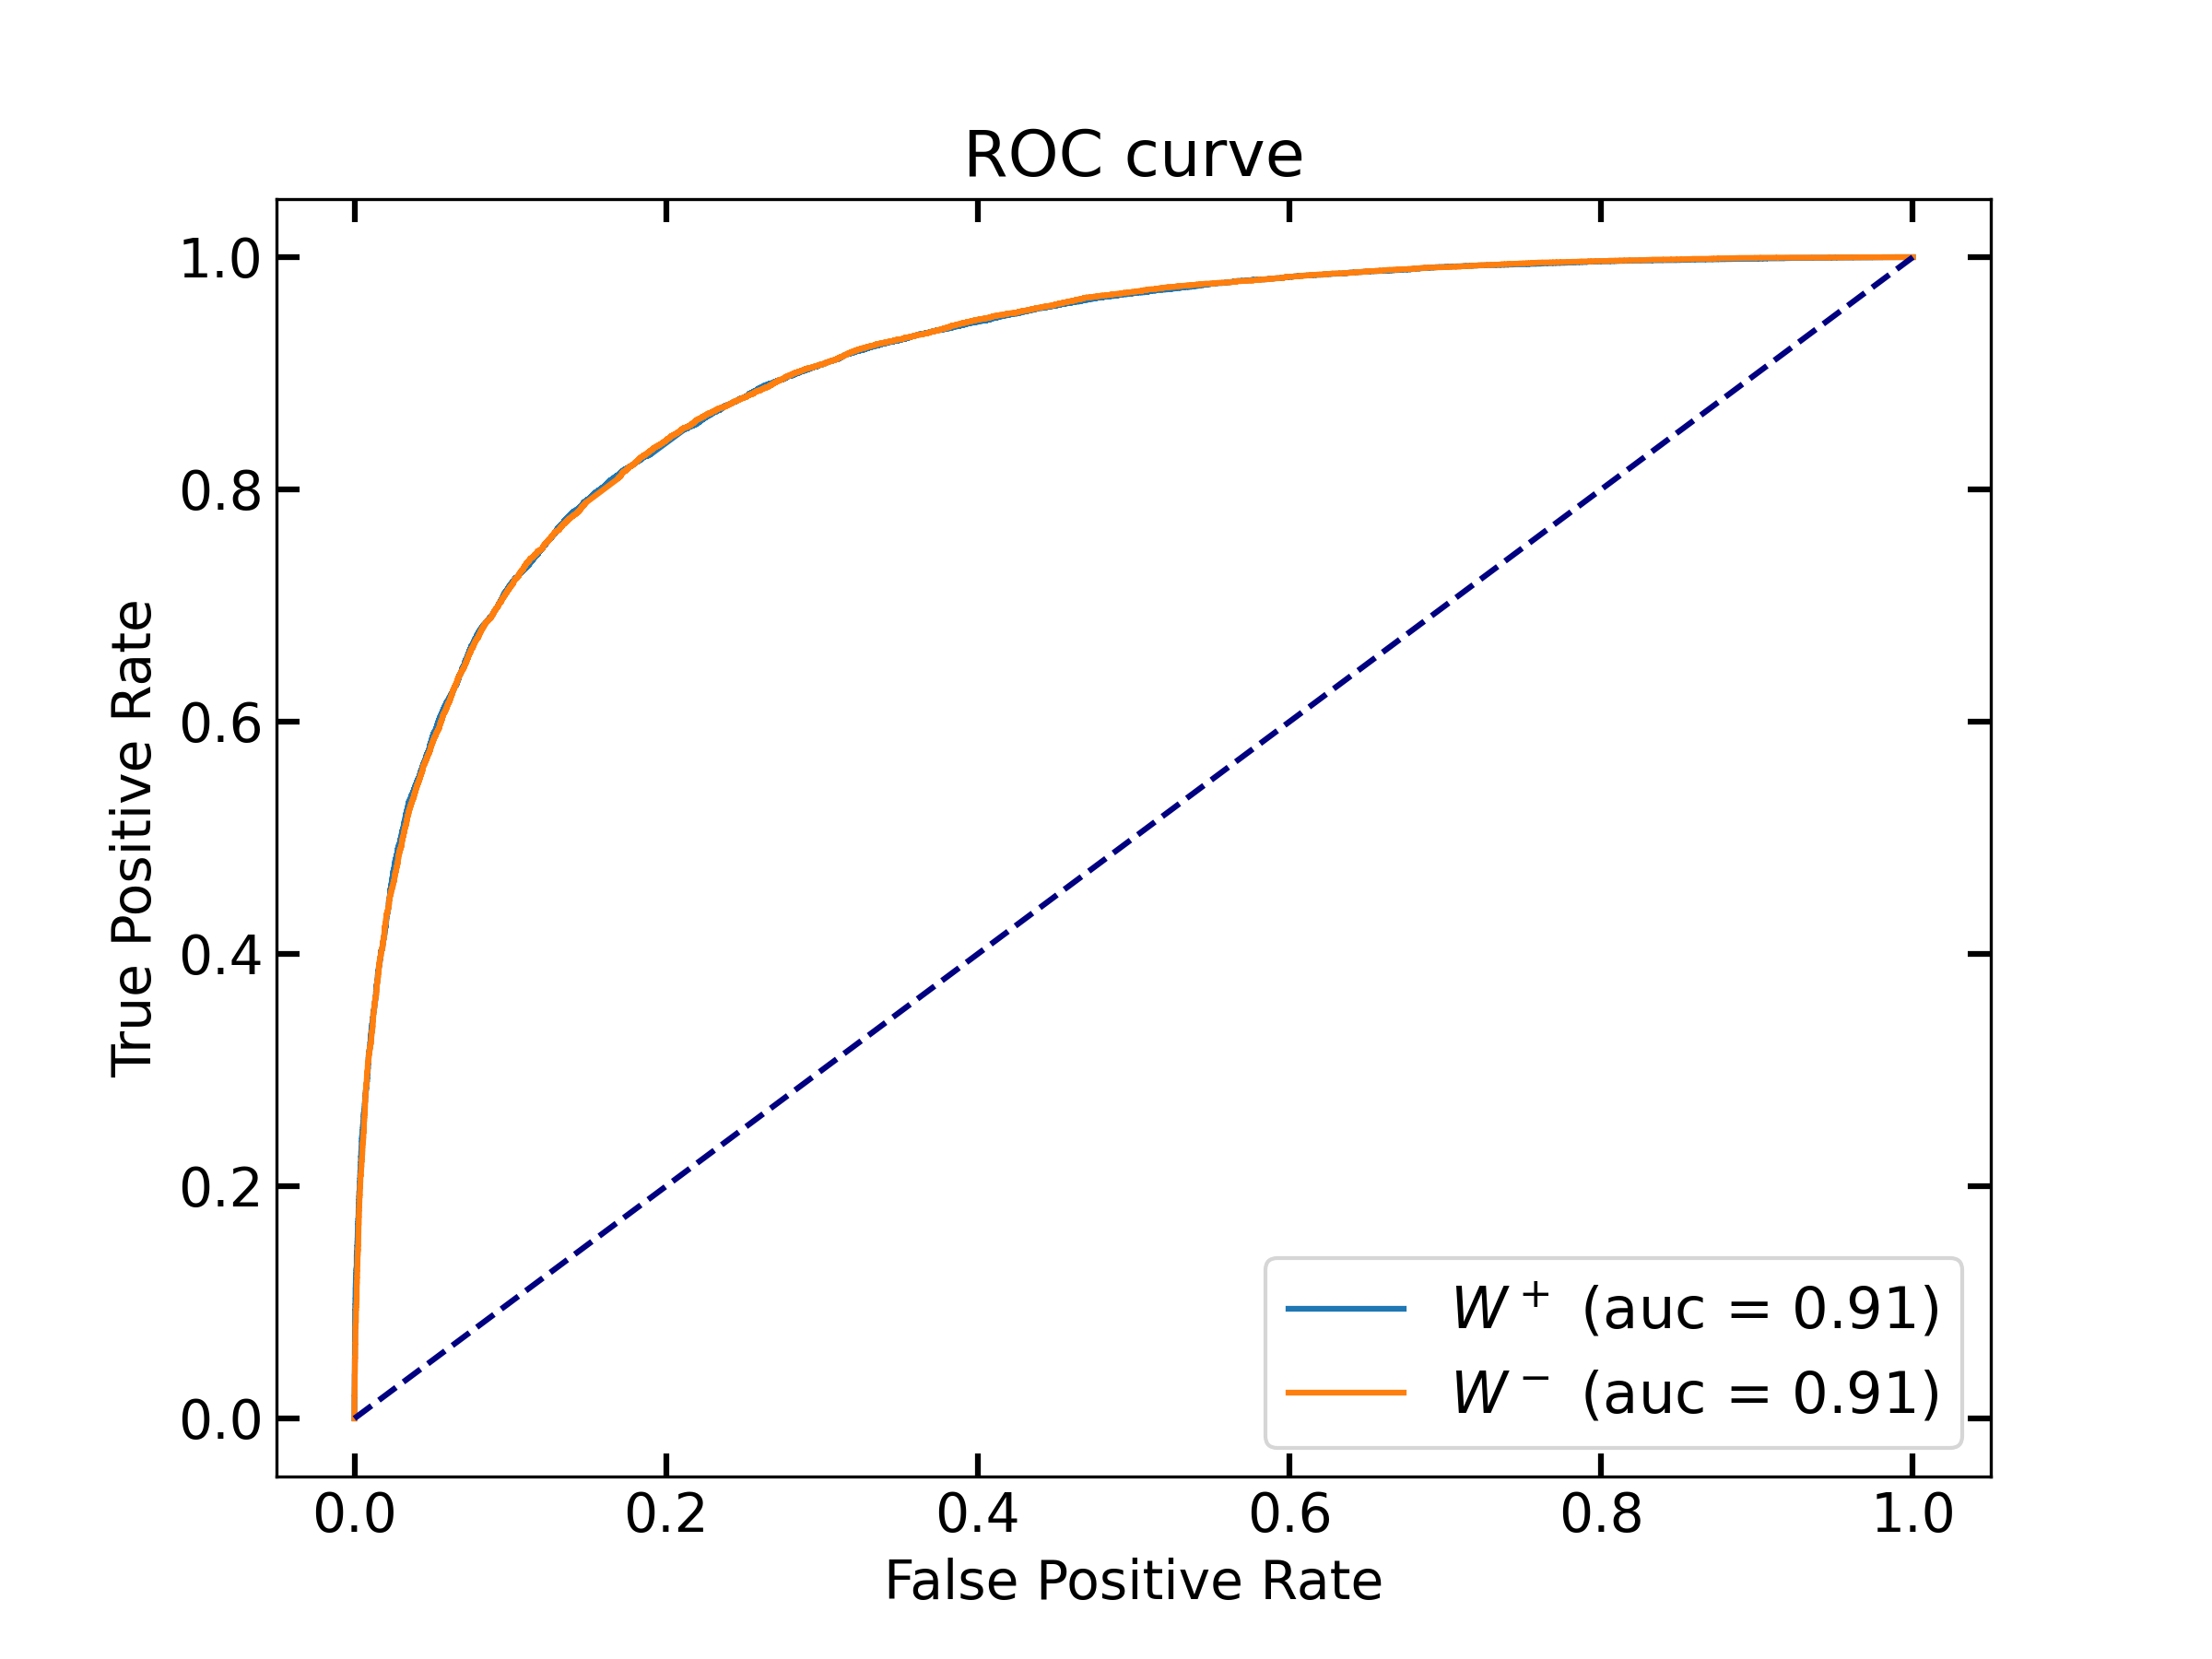 ROC curve
1.0
0.8
0.6
0.4
0.2
0.0
True Positive Rate
W⁺ (auc = 0.91)
W⁻ (auc = 0.91)
0.0 0.2 0.4 0.6 0.8 1.0
False Positive Rate